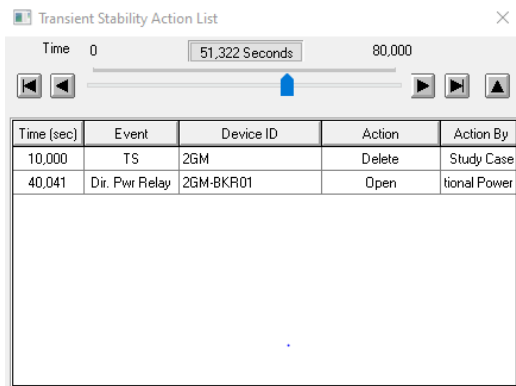 Transient Stability Action List
Time 0 51,322 Seconds 80,000
Time (sec) Event Device ID Action Action By
10,000 TS 2GM Delete Study Case
40,041 Dir. Pwr Relay 2GM-BKR01 Open tional Power